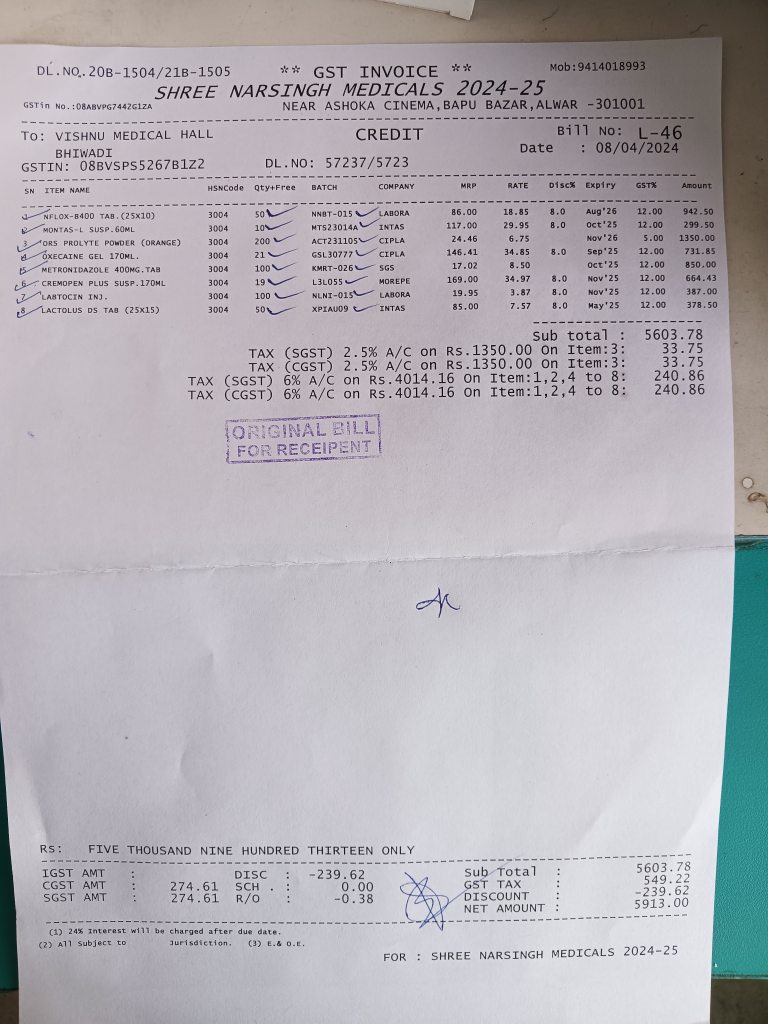 DL.NO.20B-1504/21B-1505 ** GST INVOICE ** Mob:9414018993
SHREE NARSINGH MEDICALS 2024-25
GSTin No.:08ABVPG7442G1ZA NEAR ASHOKA CINEMA,BAPU BAZAR,ALWAR -301001
To: VISHNU MEDICAL HALL CREDIT Bill No: L-46
BHIWADI Date : 08/04/2024
GSTIN: 08BVSPS5267B1Z2 DL.NO: 57237/5723
SN ITEM NAME HSNCode Qty+Free BATCH COMPANY MRP RATE Disc% Expiry GST% Amount
1 NFLOX-B400 TAB.(25X10) 3004 50 NNBT-015 LABORA 86.00 18.85 8.0 Aug'26 12.00 942.50
2 MONTAS-L SUSP.60ML 3004 10 MTS23014A INTAS 117.00 29.95 8.0 Oct'25 12.00 299.50
3 ORS PROLYTE POWDER (ORANGE) 3004 200 ACT231105 CIPLA 24.46 6.75 Nov'26 5.00 1350.00
4 OXECAINE GEL 170ML. 3004 21 GSL30777 CIPLA 146.41 34.85 8.0 Sep'25 12.00 731.85
5 METRONIDAZOLE 400MG.TAB 3004 100 KMRT-026 SGS 17.02 8.50 Oct'25 12.00 850.00
6 CREMOPEN PLUS SUSP.170ML 3004 19 L3L055 MOREPE 169.00 34.97 8.0 Nov'25 12.00 664.43
7 LABTOCIN INJ. 3004 100 NLNI-015 LABORA 19.95 3.87 8.0 Nov'25 12.00 387.00
8 LACTOLUS DS TAB (25X15) 3004 50 XPIAU09 INTAS 85.00 7.57 8.0 May'25 12.00 378.50
Sub total : 5603.78
TAX (SGST) 2.5% A/C on Rs.1350.00 On Item:3: 33.75
TAX (CGST) 2.5% A/C on Rs.1350.00 On Item:3: 33.75
TAX (SGST) 6% A/C on Rs.4014.16 On Item:1,2,4 to 8: 240.86
TAX (CGST) 6% A/C on Rs.4014.16 On Item:1,2,4 to 8: 240.86
ORIGINAL BILL
FOR RECEIPENT
Rs: FIVE THOUSAND NINE HUNDRED THIRTEEN ONLY
IGST AMT : DISC : -239.62 Sub Total : 5603.78
CGST AMT : 274.61 SCH . : 0.00 GST TAX : 549.22
SGST AMT : 274.61 R/O : -0.38 DISCOUNT : -239.62
NET AMOUNT : 5913.00
(1) 24% Interest will be charged after due date.
(2) All Subject to Jurisdiction. (3) E.& O.E.
FOR : SHREE NARSINGH MEDICALS 2024-25